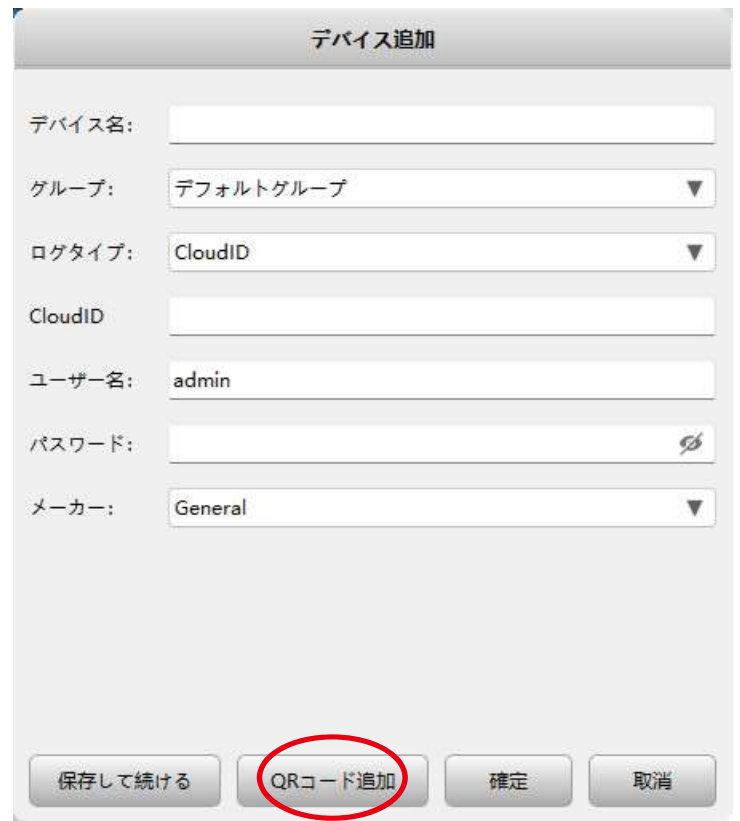 デバイス追加
デバイス名:
グループ: デフォルトグループ ▼
ログタイプ: CloudID ▼
CloudID
ユーザー名: admin
パスワード:
メーカー: General ▼
保存して続ける QRコード追加 確定 取消